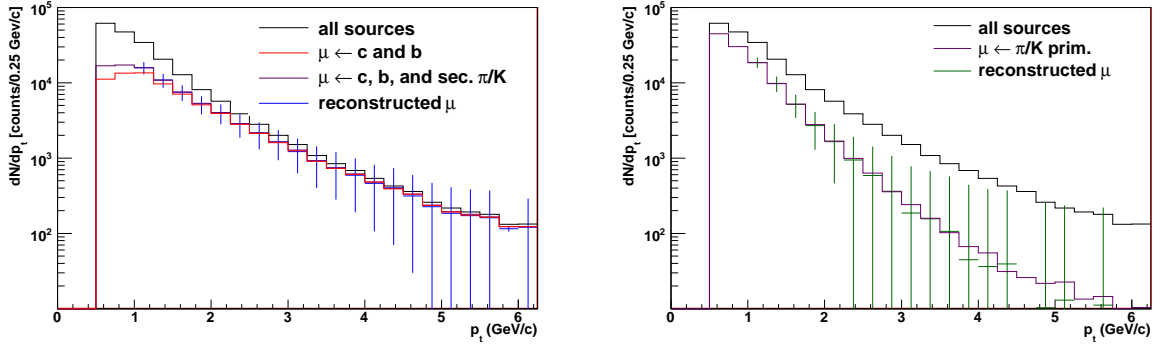 dN/dp_t [counts/0.25 Gev/c]
10^5
10^4
10^3
10^2
all sources
μ ← c and b
μ ← c, b, and sec. π/K
reconstructed μ
0 1 2 3 4 5 6
p_t (GeV/c)
dN/dp_t [counts/0.25 GeV/c]
10^5
10^4
10^3
10^2
all sources
μ ← π/K prim.
reconstructed μ
0 1 2 3 4 5 6
p_t (GeV/c)